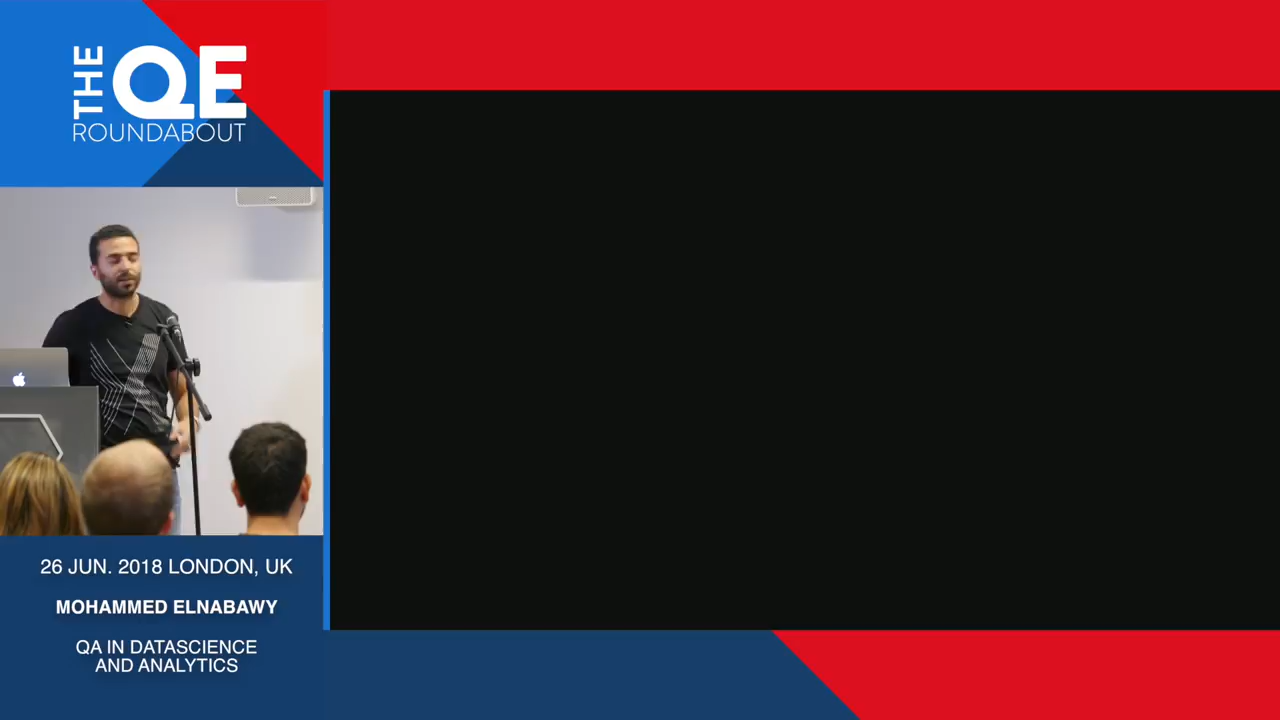 THE
QE
ROUNDABOUT
26 JUN. 2018 LONDON, UK
MOHAMMED ELNABAWY
QA IN DATASCIENCE
AND ANALYTICS